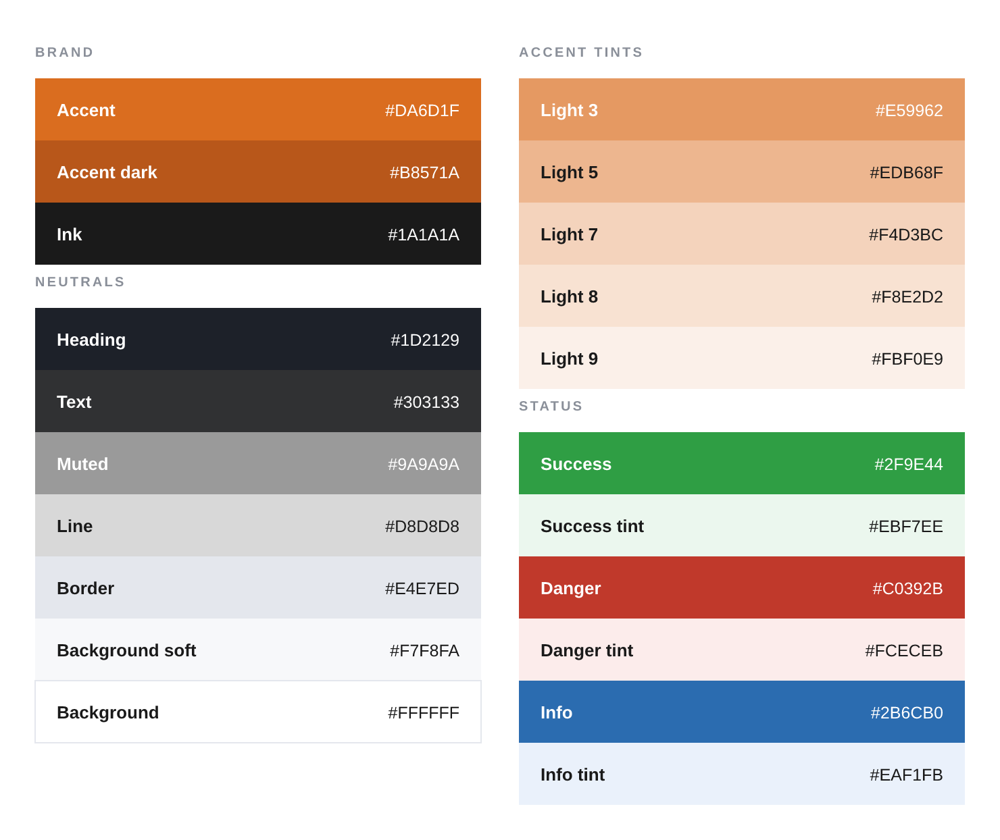 BRAND
Accent #DA6D1F
Accent dark #B8571A
Ink #1A1A1A
NEUTRALS
Heading #1D2129
Text #303133
Muted #9A9A9A
Line #D8D8D8
Border #E4E7ED
Background soft #F7F8FA
Background #FFFFFF
ACCENT TINTS
Light 3 #E59962
Light 5 #EDB68F
Light 7 #F4D3BC
Light 8 #F8E2D2
Light 9 #FBF0E9
STATUS
Success #2F9E44
Success tint #EBF7EE
Danger #C0392B
Danger tint #FCECEB
Info #2B6CB0
Info tint #EAF1FB